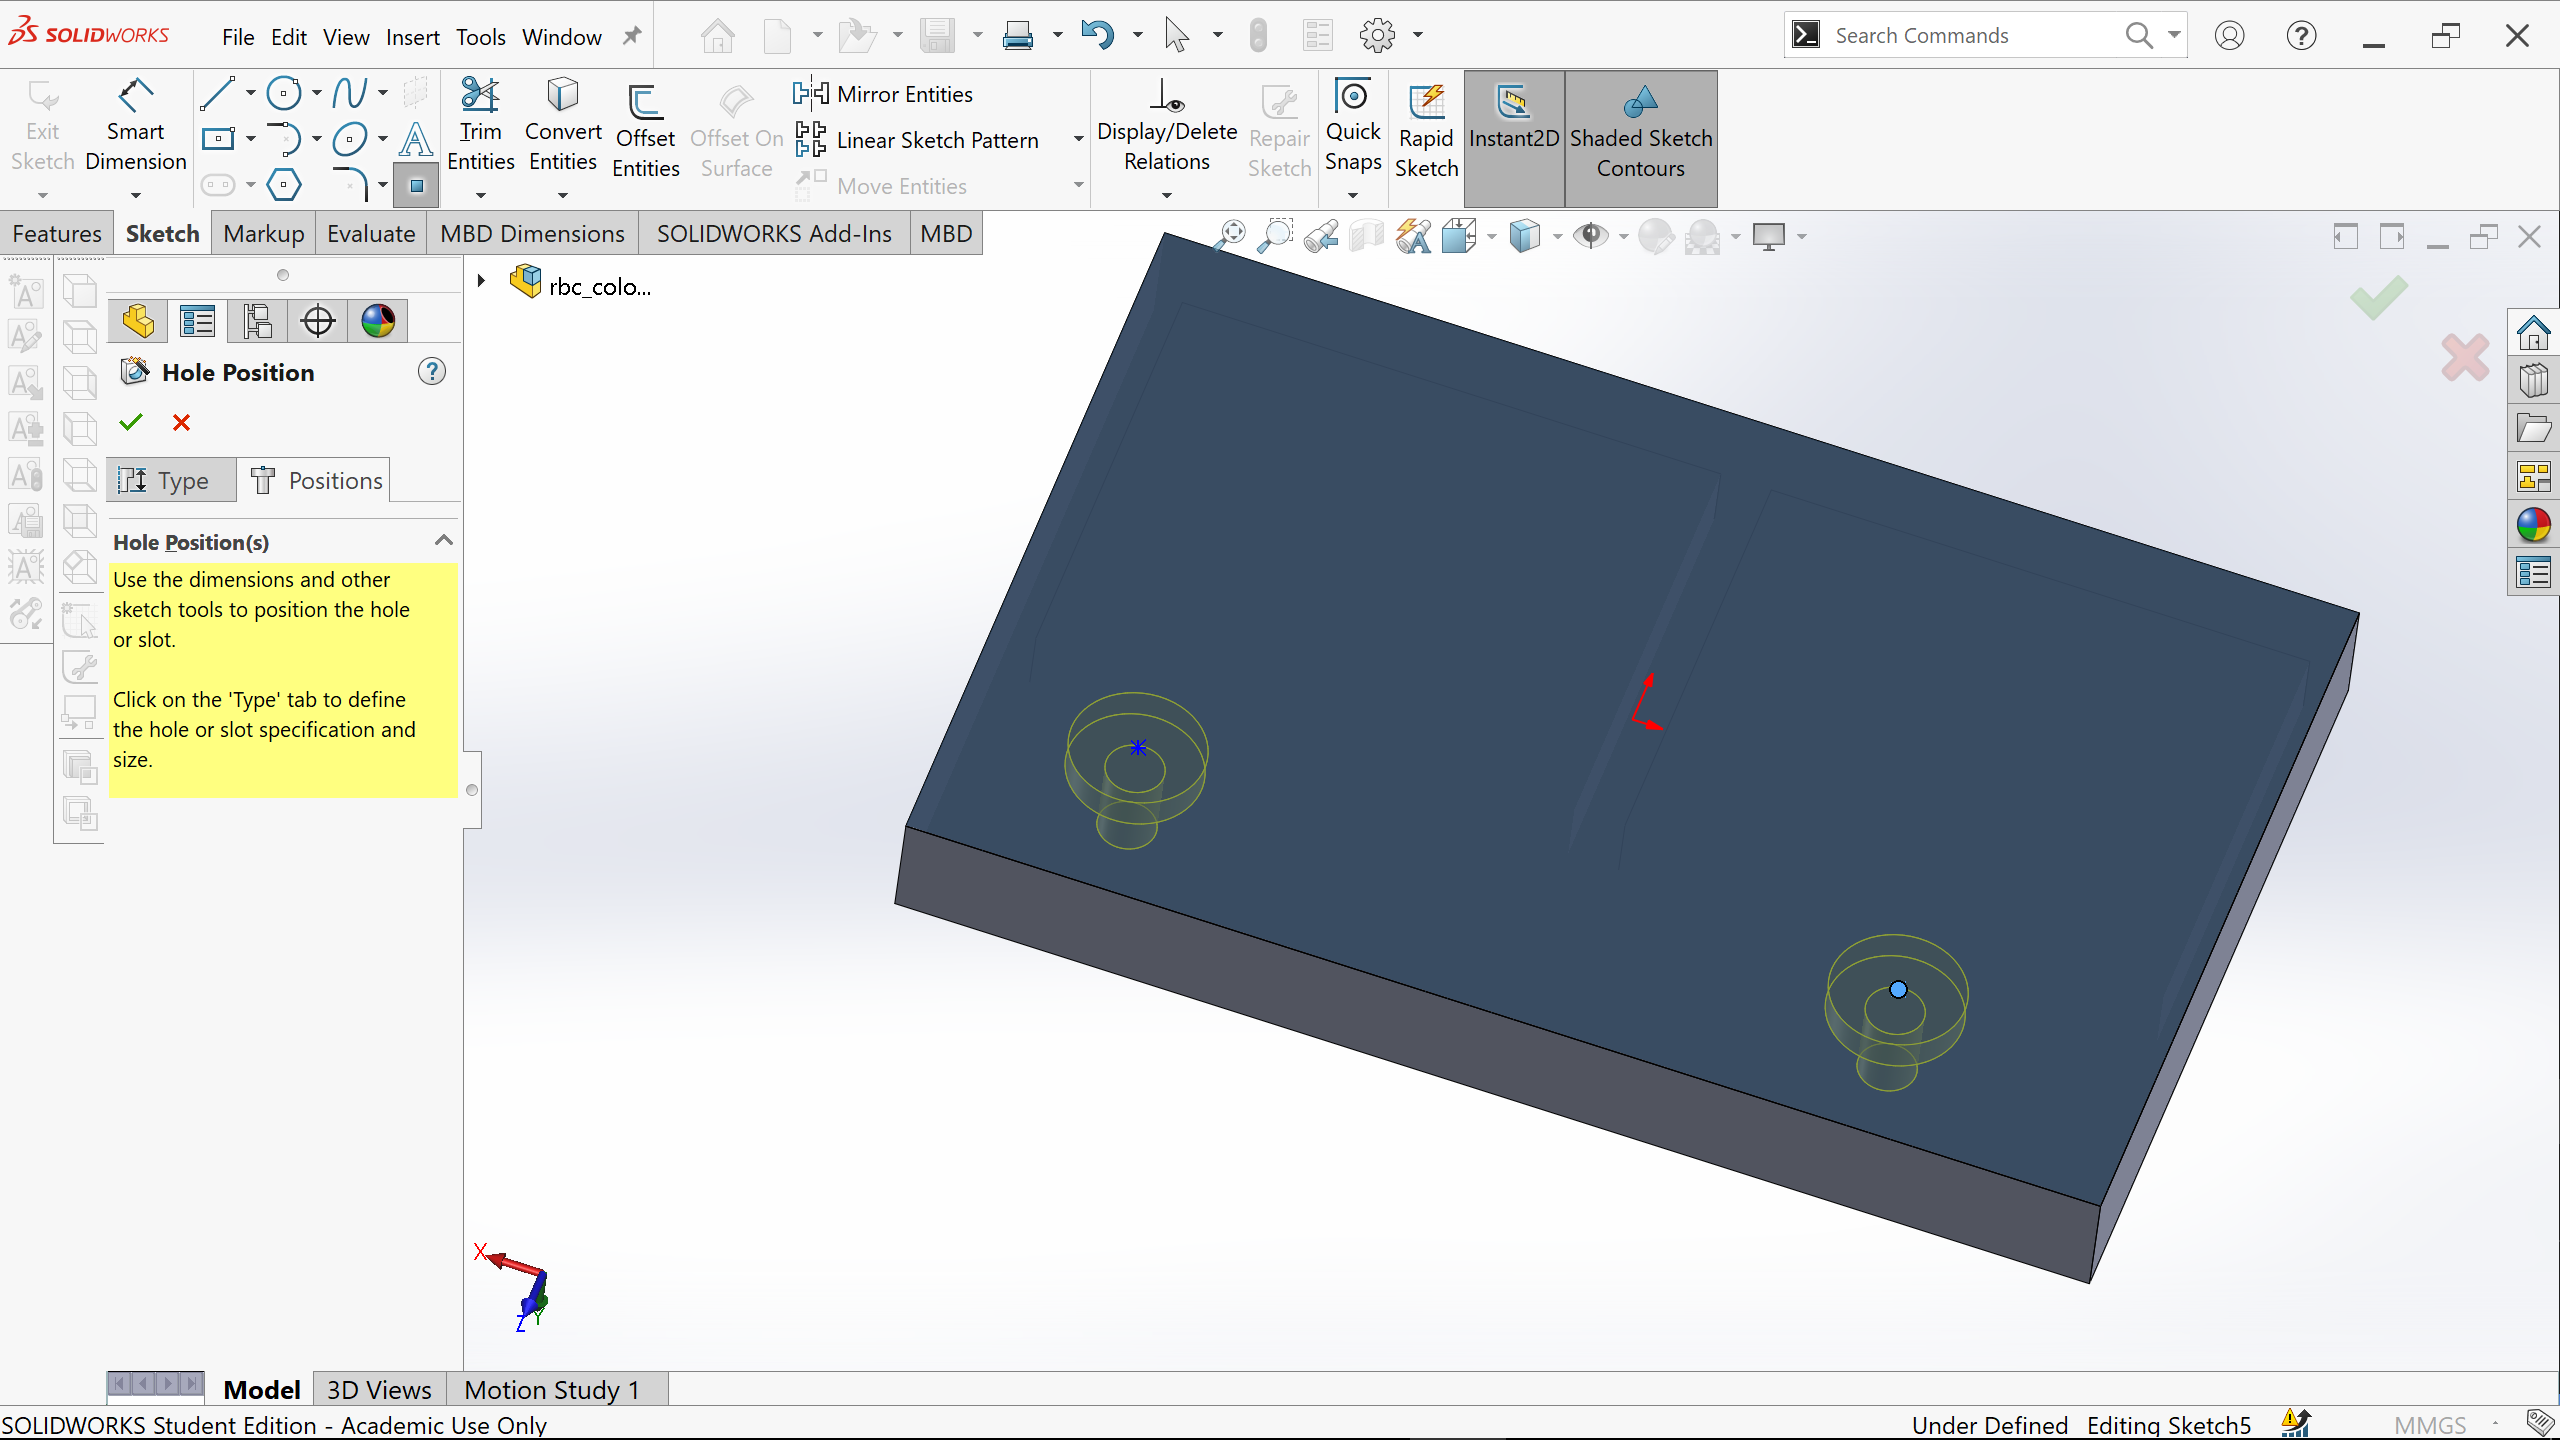 SOLIDWORKS File Edit View Insert Tools Window Search Commands
Exit Sketch
Smart Dimension
Trim Entities
Convert Entities
Offset Entities
Offset On Surface
Mirror Entities
Linear Sketch Pattern
Move Entities
Display/Delete Relations
Repair Sketch
Quick Snaps
Rapid Sketch
Instant2D
Shaded Sketch Contours
Features Sketch Markup Evaluate MBD Dimensions SOLIDWORKS Add-Ins MBD
rbc_colo...
Hole Position
Type Positions
Hole Position(s)
Use the dimensions and other
sketch tools to position the hole
or slot.
Click on the 'Type' tab to define
the hole or slot specification and
size.
X
Y
Z
Model 3D Views Motion Study 1
SOLIDWORKS Student Edition - Academic Use Only Under Defined Editing Sketch5 MMGS